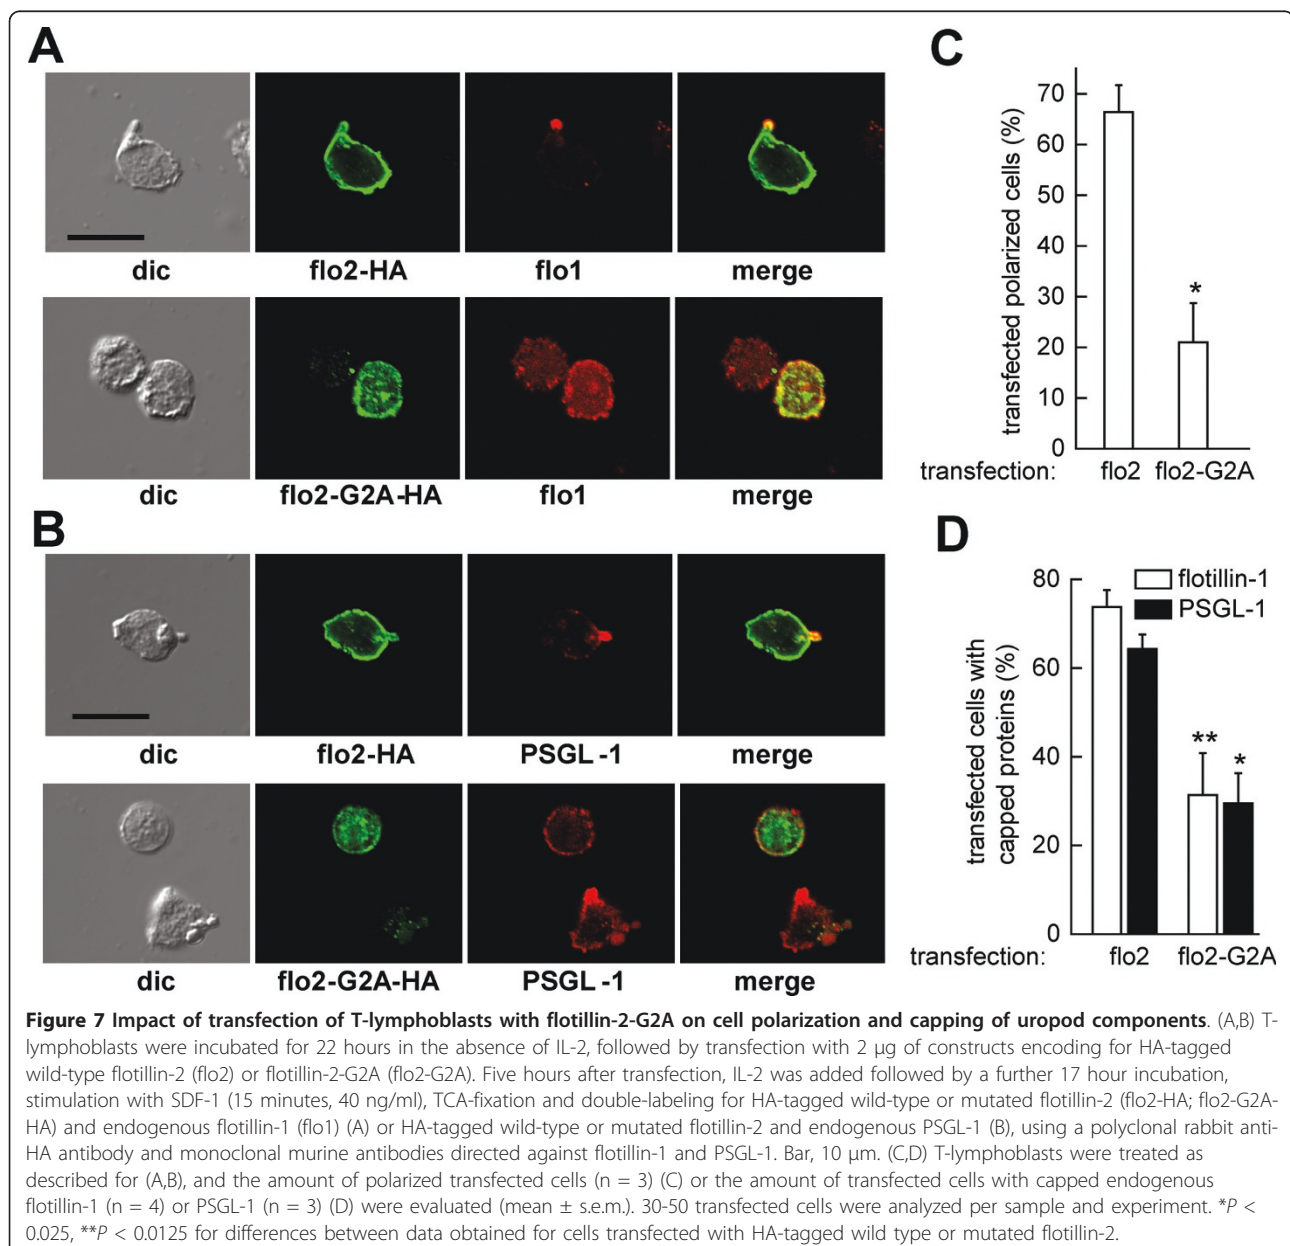 A
dic
flo2-HA
flo1
merge
dic
flo2-G2A-HA
flo1
merge
B
dic
flo2-HA
PSGL -1
merge
dic
flo2-G2A-HA
PSGL -1
merge
C
transfected polarized cells (%)
70
60
50
40
30
20
10
0
*
transfection: flo2 flo2-G2A
D
transfected cells with
capped proteins (%)
80
60
40
20
0
flotillin-1
PSGL-1
**
*
transfection: flo2 flo2-G2A
Figure 7 Impact of transfection of T-lymphoblasts with flotillin-2-G2A on cell polarization and capping of uropod components. (A,B) T-
lymphoblasts were incubated for 22 hours in the absence of IL-2, followed by transfection with 2 μg of constructs encoding for HA-tagged
wild-type flotillin-2 (flo2) or flotillin-2-G2A (flo2-G2A). Five hours after transfection, IL-2 was added followed by a further 17 hour incubation,
stimulation with SDF-1 (15 minutes, 40 ng/ml), TCA-fixation and double-labeling for HA-tagged wild-type or mutated flotillin-2 (flo2-HA; flo2-G2A-
HA) and endogenous flotillin-1 (flo1) (A) or HA-tagged wild-type or mutated flotillin-2 and endogenous PSGL-1 (B), using a polyclonal rabbit anti-
HA antibody and monoclonal murine antibodies directed against flotillin-1 and PSGL-1. Bar, 10 μm. (C,D) T-lymphoblasts were treated as
described for (A,B), and the amount of polarized transfected cells (n = 3) (C) or the amount of transfected cells with capped endogenous
flotillin-1 (n = 4) or PSGL-1 (n = 3) (D) were evaluated (mean ± s.e.m.). 30-50 transfected cells were analyzed per sample and experiment. *P <
0.025, **P < 0.0125 for differences between data obtained for cells transfected with HA-tagged wild type or mutated flotillin-2.